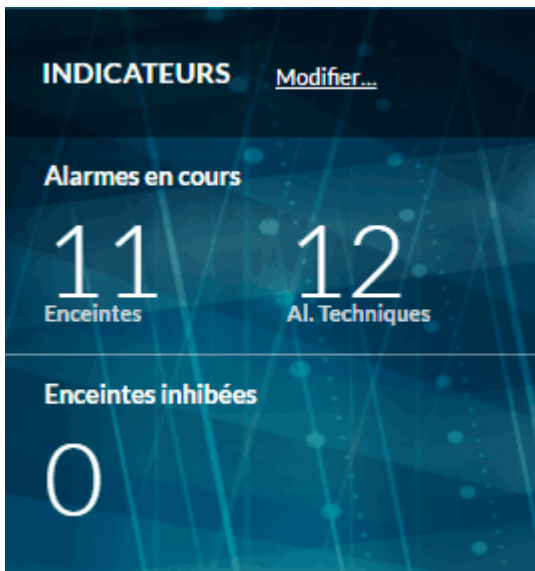 INDICATEURS Modifier...
Alarmes en cours
11 12
Enceintes Al. Techniques
Enceintes inhibées
0